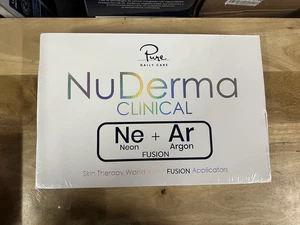 Pure
DAILY CARE
NuDerma
CLINICAL
Ne + Ar
Neon Argon
FUSION
Skin Therapy Wand FUSION Applicators